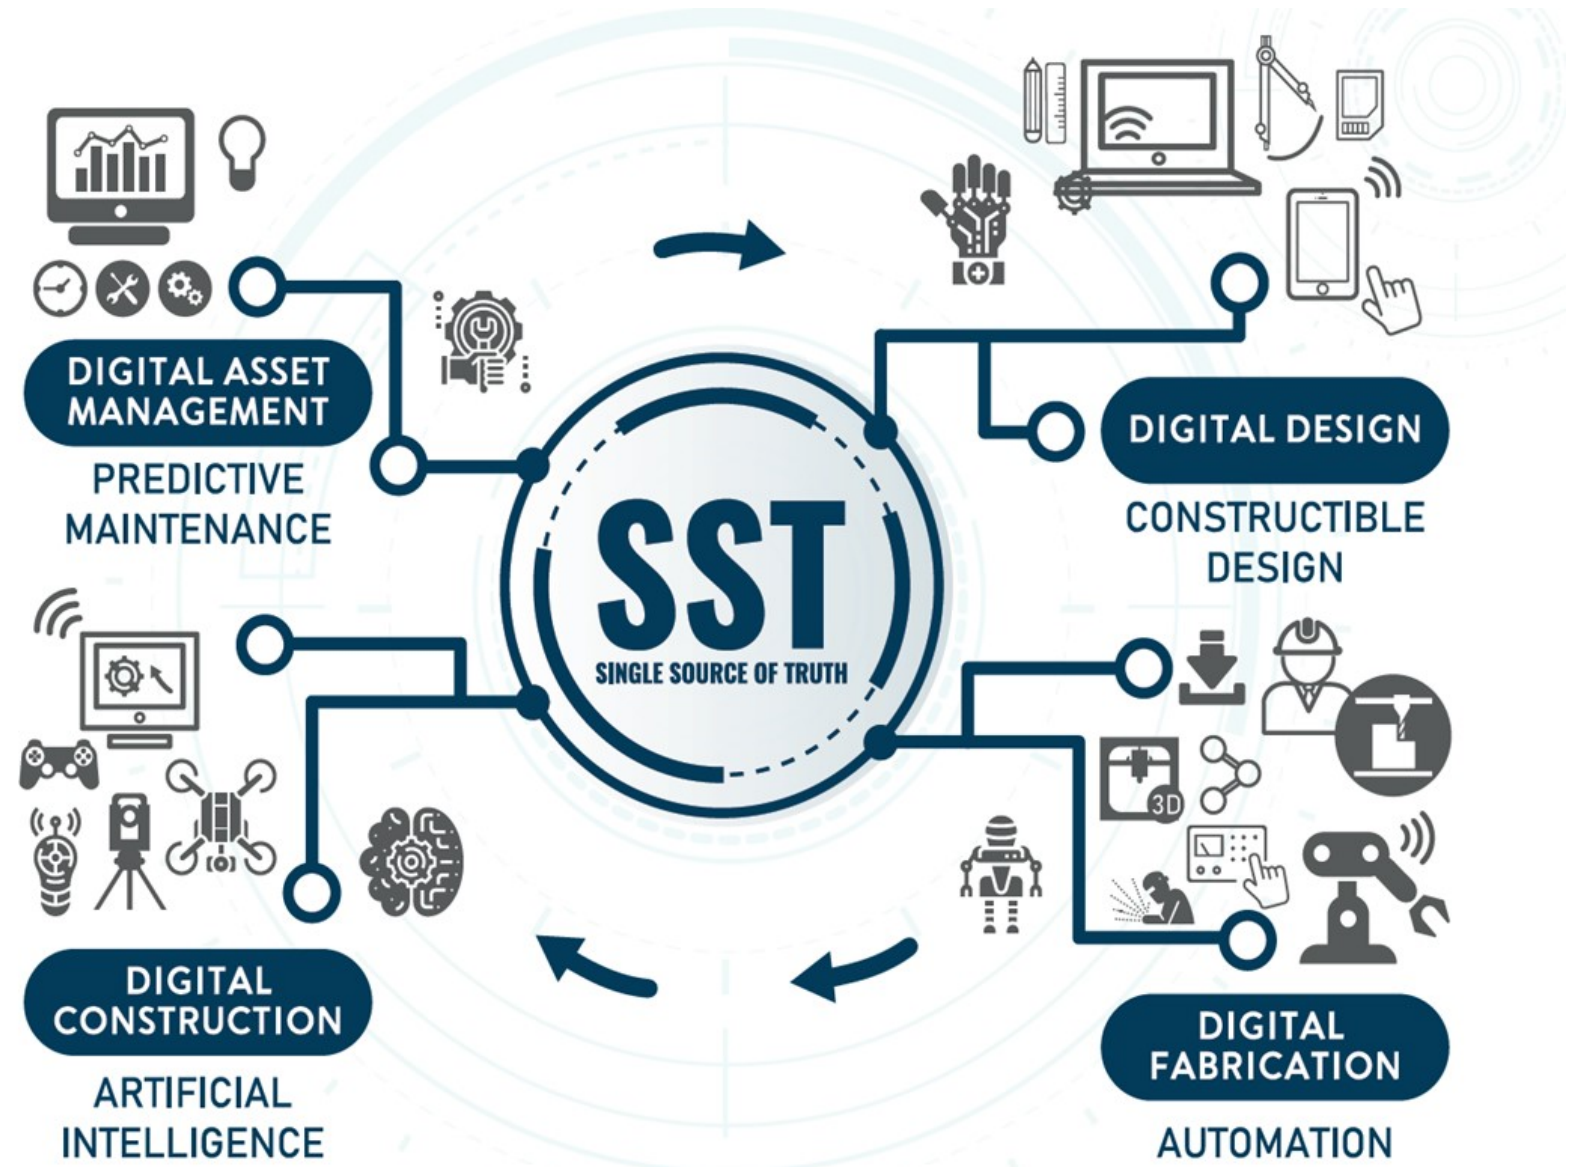 DIGITAL ASSET
MANAGEMENT
PREDICTIVE
MAINTENANCE
DIGITAL DESIGN
CONSTRUCTIBLE
DESIGN
SST
SINGLE SOURCE OF TRUTH
3D
DIGITAL
CONSTRUCTION
ARTIFICIAL
INTELLIGENCE
DIGITAL
FABRICATION
AUTOMATION